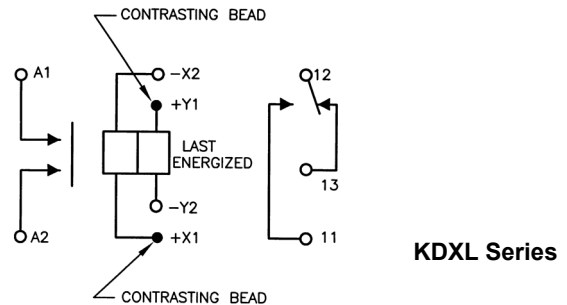 CONTRASTING BEAD
A1
-X2
12
+Y1
LAST
ENERGIZED
13
-Y2
A2
+X1
11
KDXL Series
CONTRASTING BEAD